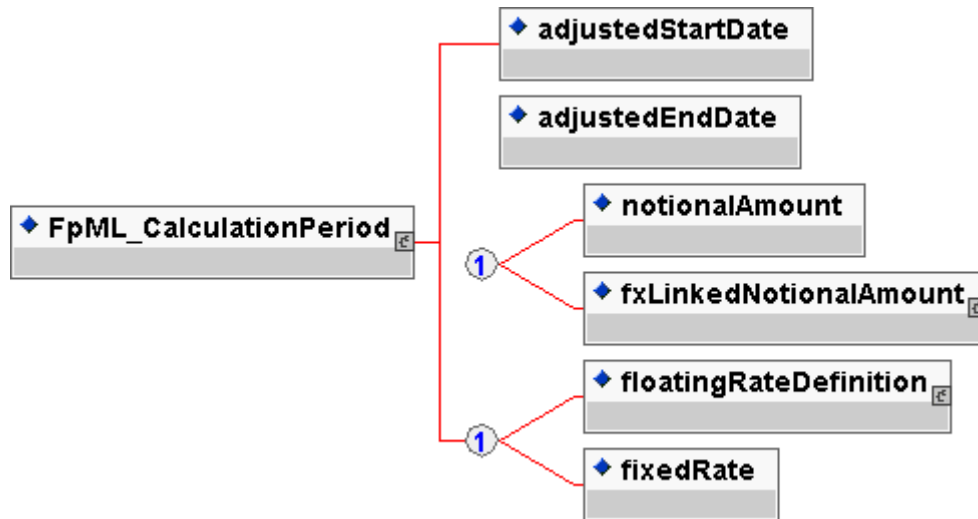 adjustedStartDate
adjustedEndDate
FpML_CalculationPeriod
notionalAmount
1
fxLinkedNotionalAmount
floatingRateDefinition
1
fixedRate